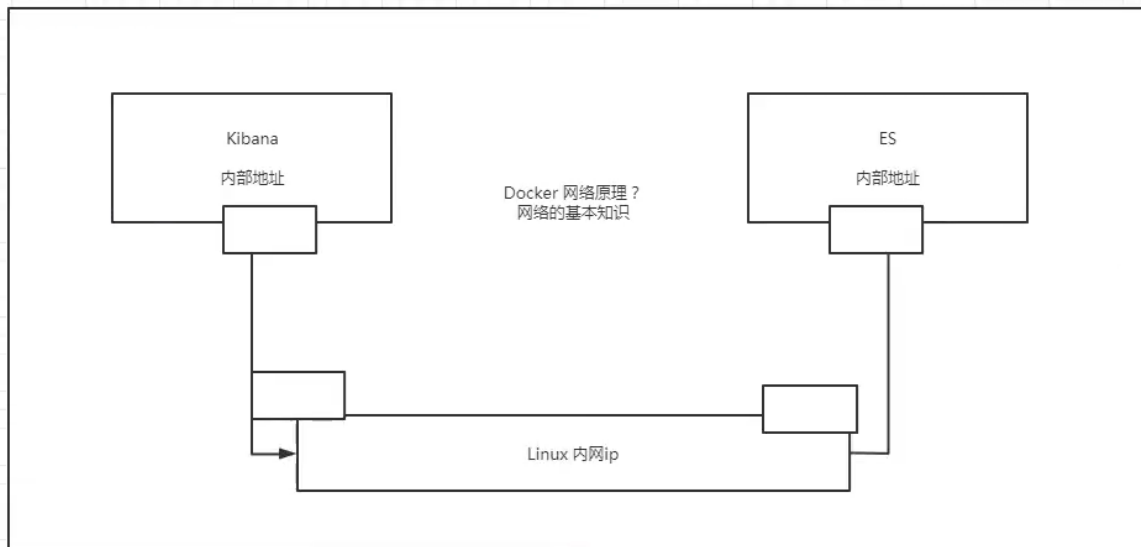 Kibana
内部地址
ES
内部地址
Docker 网络原理？
网络的基本知识
Linux 内网ip